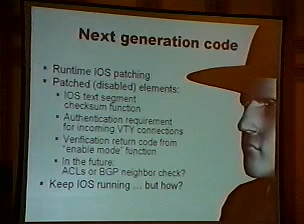 Next generation code
Runtime IOS patching
Patched (disabled) elements:
IOS text segment
checksum function
Authentication requirement
for incoming VTY connections
Verification return code from
"enable mode" function
In the future:
ACLs or BGP neighbor check?
Keep IOS running ... but how?